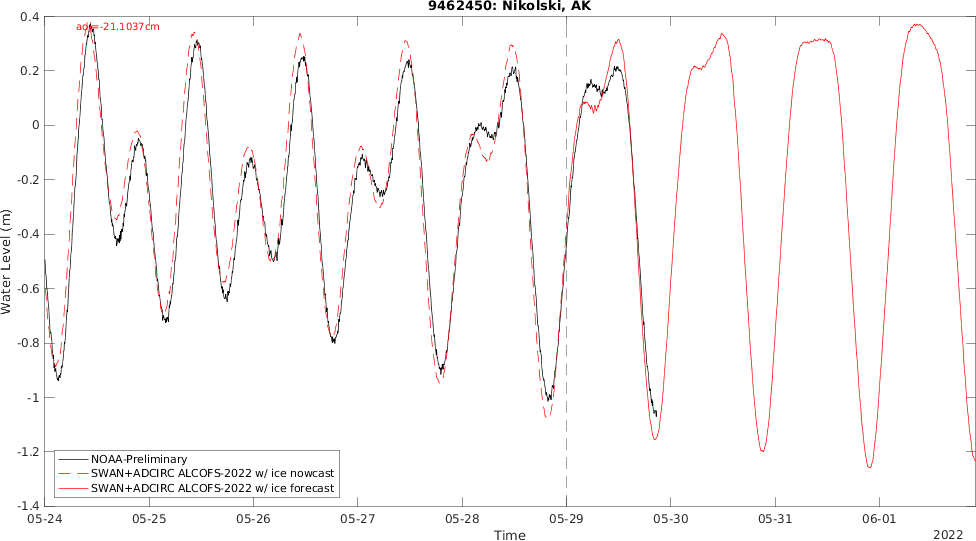 9462450: Nikolski, AK
adj=-21.1037cm
0.4
0.2
0
-0.2
-0.4
-0.6
-0.8
-1
-1.2
-1.4
Water Level (m)
NOAA-Preliminary
SWAN+ADCIRC ALCOFS-2022 w/ ice nowcast
SWAN+ADCIRC ALCOFS-2022 w/ ice forecast
05-24 05-25 05-26 05-27 05-28 05-29 05-30 05-31 06-01
Time
2022